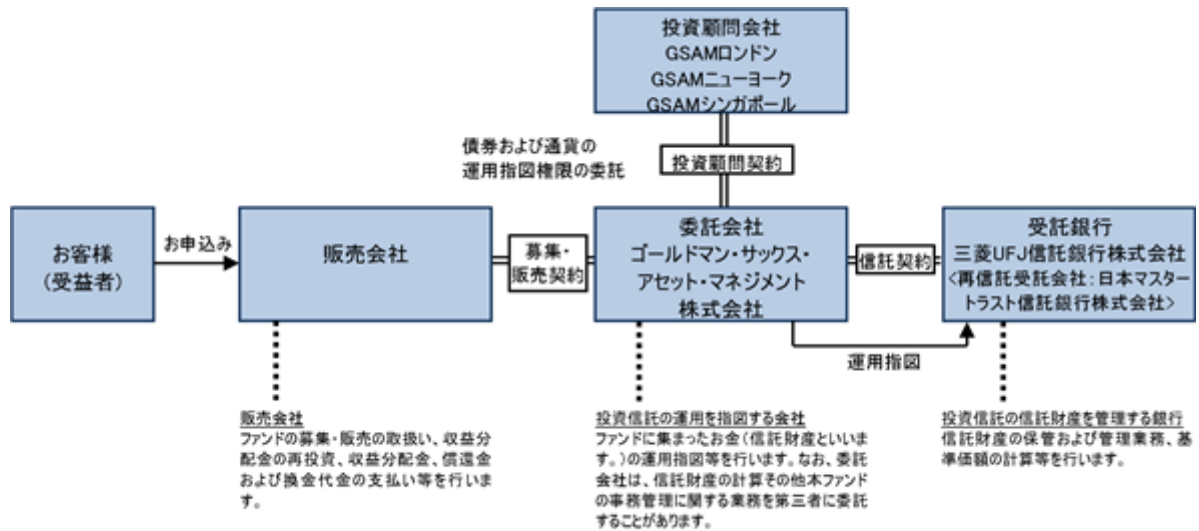 投資顧問会社
GSAMロンドン
GSAMニューヨーク
GSAMシンガポール
債券および通貨の
運用指図権限の委託
投資顧問契約
お客様
(受益者)
お申込み
販売会社
募集・
販売契約
委託会社
ゴールドマン・サックス・
アセット・マネジメント
株式会社
信託契約
受託銀行
三菱UFJ信託銀行株式会社
<再信託受託会社:日本マスター
トラスト信託銀行株式会社>
運用指図
販売会社
ファンドの募集・販売の取扱い、収益分
配金の再投資、収益分配金、償還金
および換金代金の支払い等を行いま
す。
投資信託の運用を指図する会社
ファンドに集まったお金(信託財産といいま
す。)の運用指図等を行います。なお、委託
会社は、信託財産の計算その他本ファンド
の事務管理に関する業務を第三者に委託
することがあります。
投資信託の信託財産を管理する銀行
信託財産の保管および管理業務、基
準価額の計算等を行います。